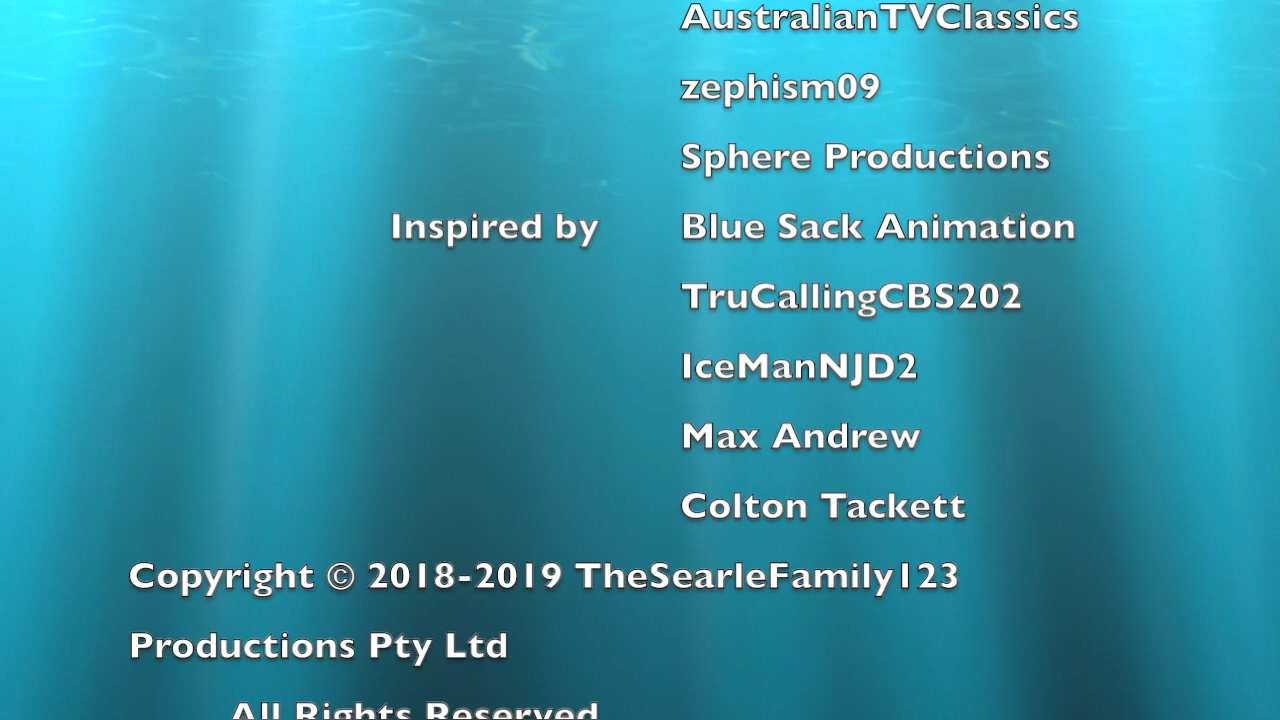 AustralianTVClassics
zephism09
Sphere Productions
Inspired by Blue Sack Animation
TruCallingCBS202
IceManNJD2
Max Andrew
Colton Tackett
Copyright © 2018-2019 TheSearleFamily123
Productions Pty Ltd
All Rights Reserved